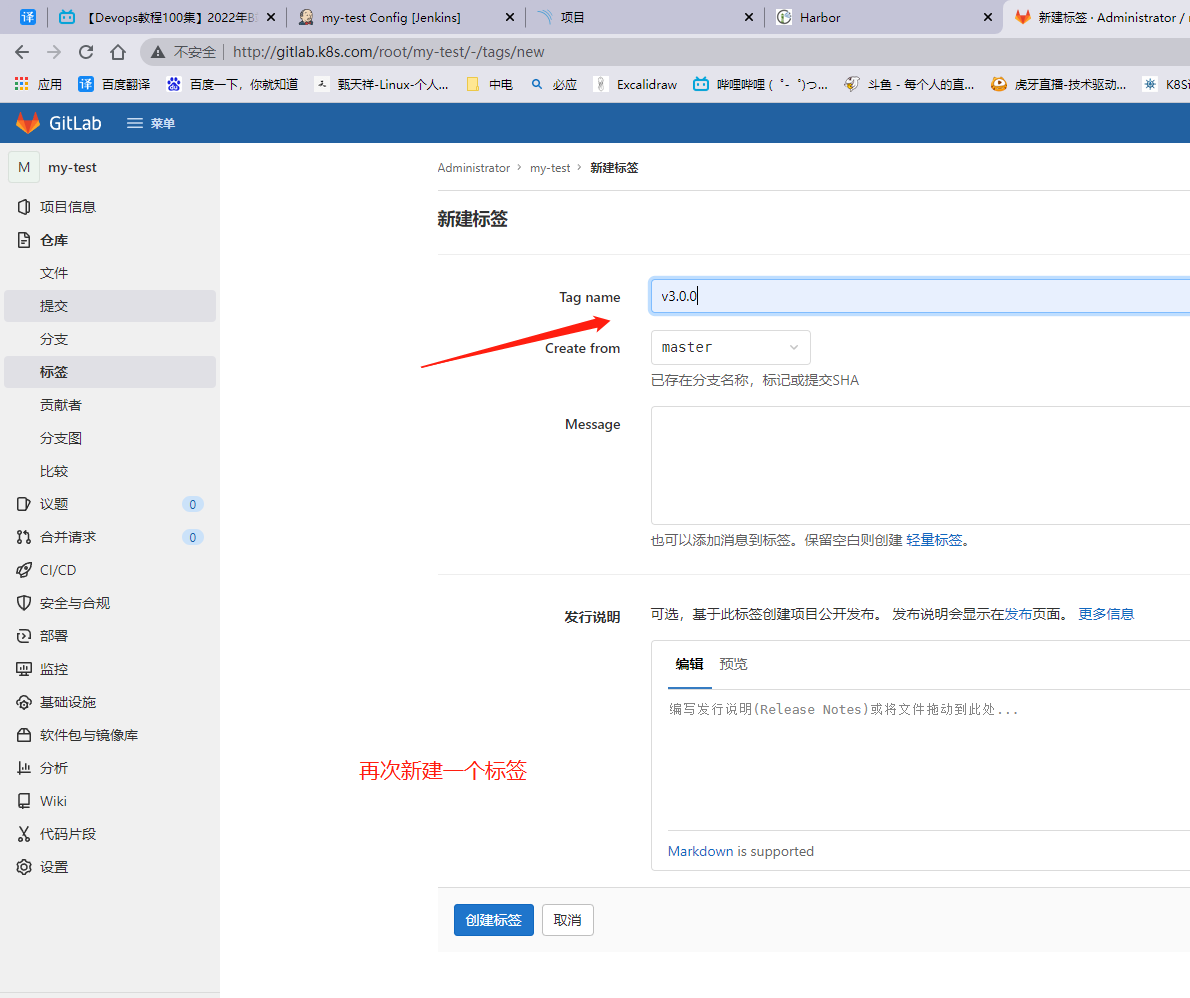 译 【Devops教程100集】2022年B × my-test Config [Jenkins] × 项目 × Harbor × 新建标签 · Administrator /
不安全 http://gitlab.k8s.com/root/my-test/-/tags/new
应用 译 百度翻译 百度一下，你就知道 甄天祥-Linux-个人... 中电 必应 Excalidraw 哔哩哔哩 ( ゜- ゜)つ... 斗鱼 - 每个人的直... 虎牙直播-技术驱动... K8S
GitLab 菜单
M my-test
Administrator › my-test › 新建标签
项目信息
新建标签
仓库
文件
Tag name v3.0.0
提交
分支
Create from master
标签
已存在分支名称，标记或提交SHA
贡献者
Message
分支图
比较
议题 0
合并请求 0
也可以添加消息到标签。保留空白则创建 轻量标签。
CI/CD
安全与合规
发行说明 可选，基于此标签创建项目公开发布。 发布说明会显示在发布页面。 更多信息
部署
监控
编辑 预览
基础设施
编写发行说明(Release Notes)或将文件拖动到此处...
软件包与镜像库
分析
再次新建一个标签
Wiki
代码片段
Markdown is supported
设置
创建标签 取消